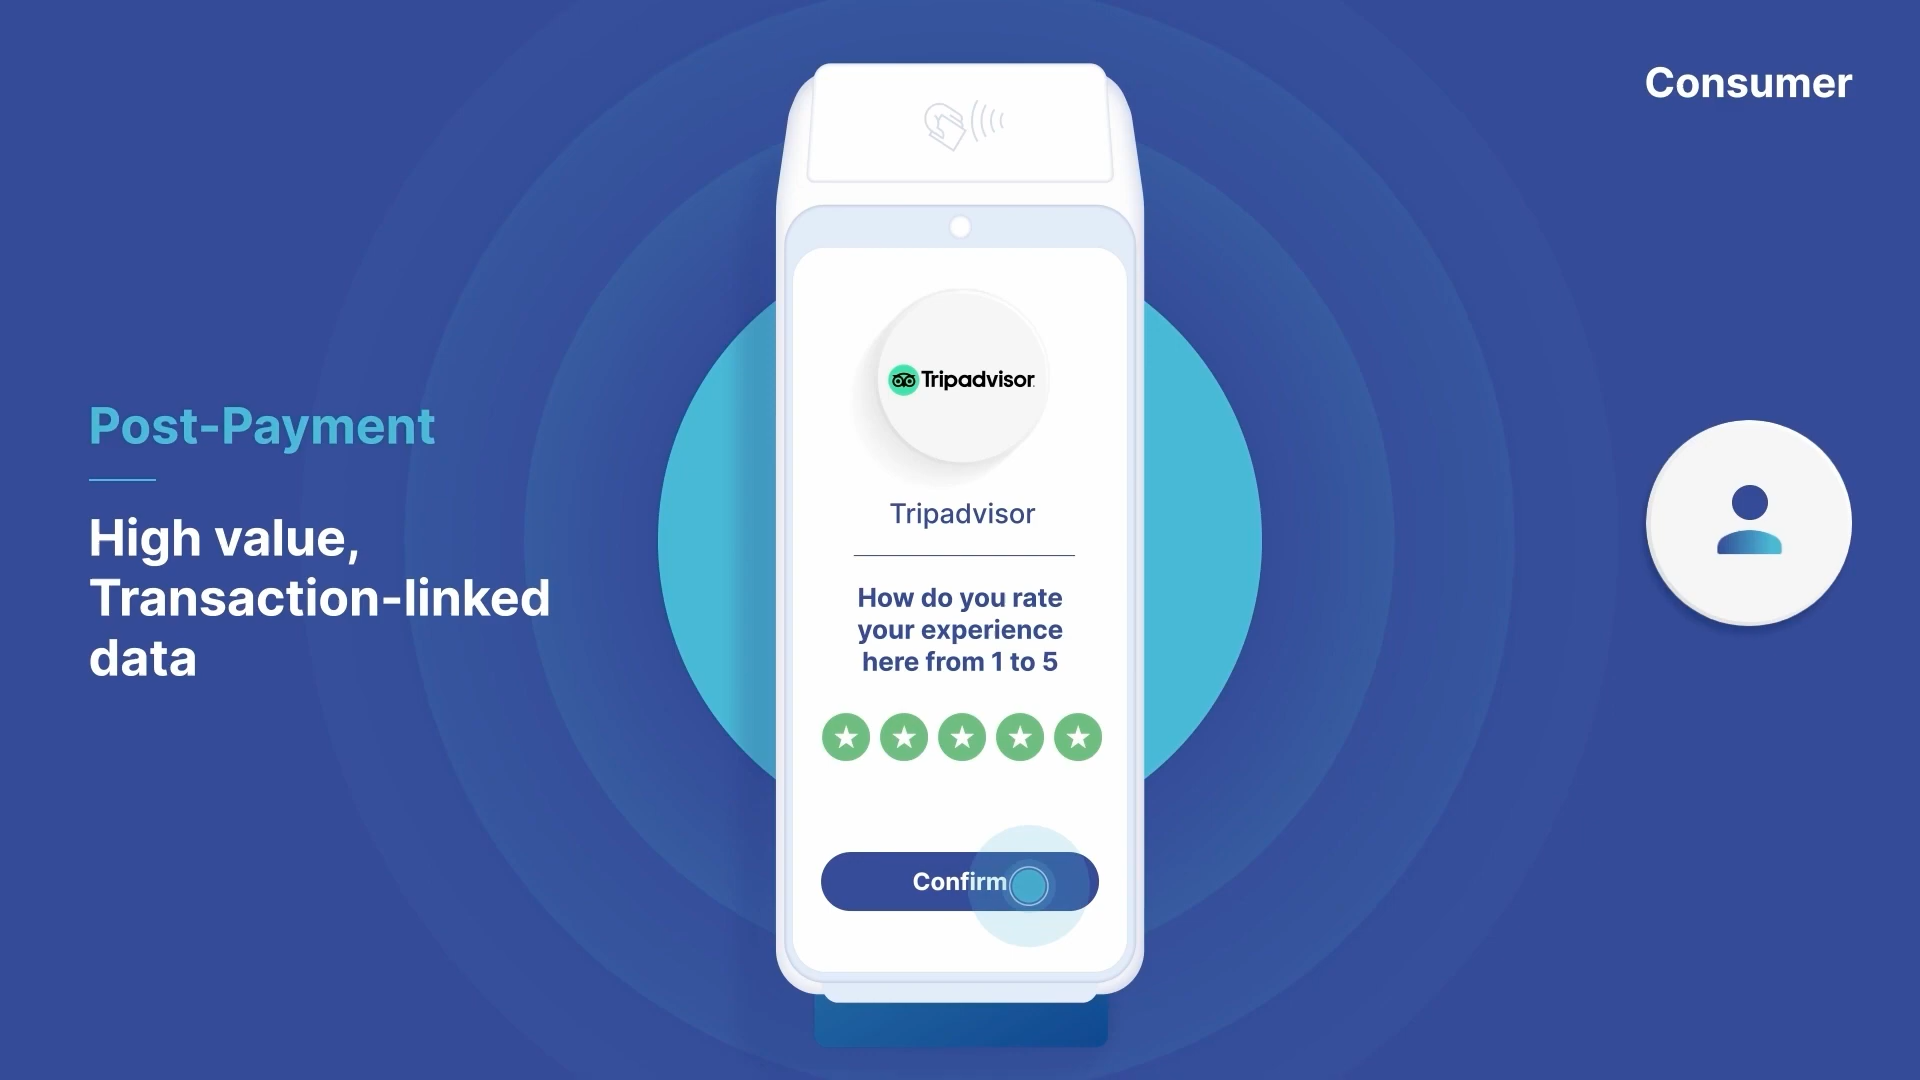 Consumer
Post-Payment
High value,
Transaction-linked
data
Tripadvisor
Tripadvisor
How do you rate
your experience
here from 1 to 5
Confirm